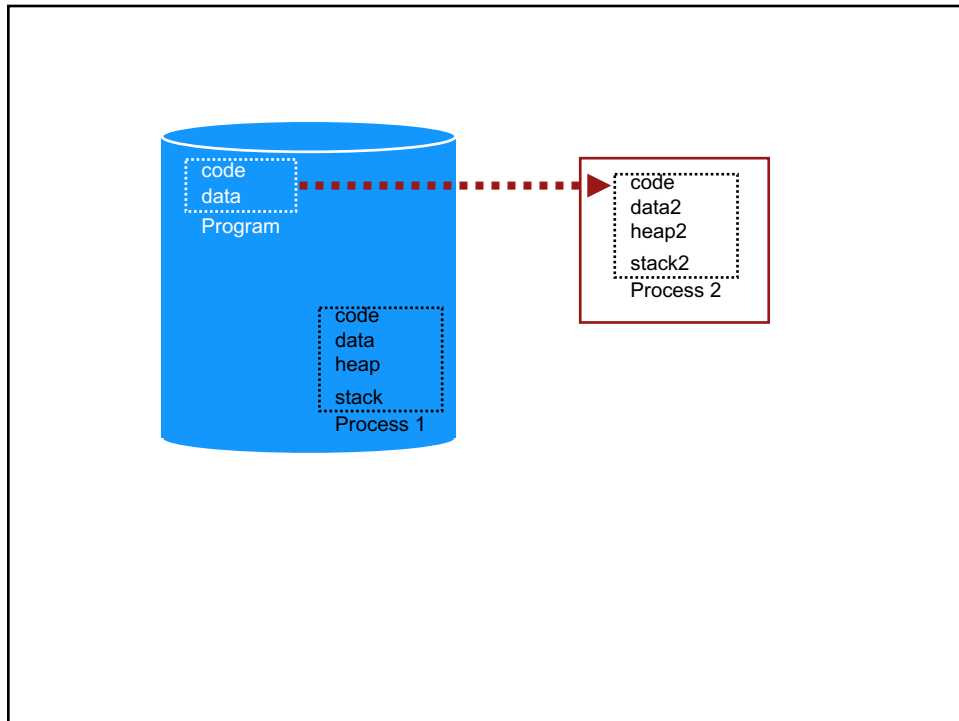 code
data
Program
code
data
heap
stack
Process 1
code
data2
heap2
stack2
Process 2